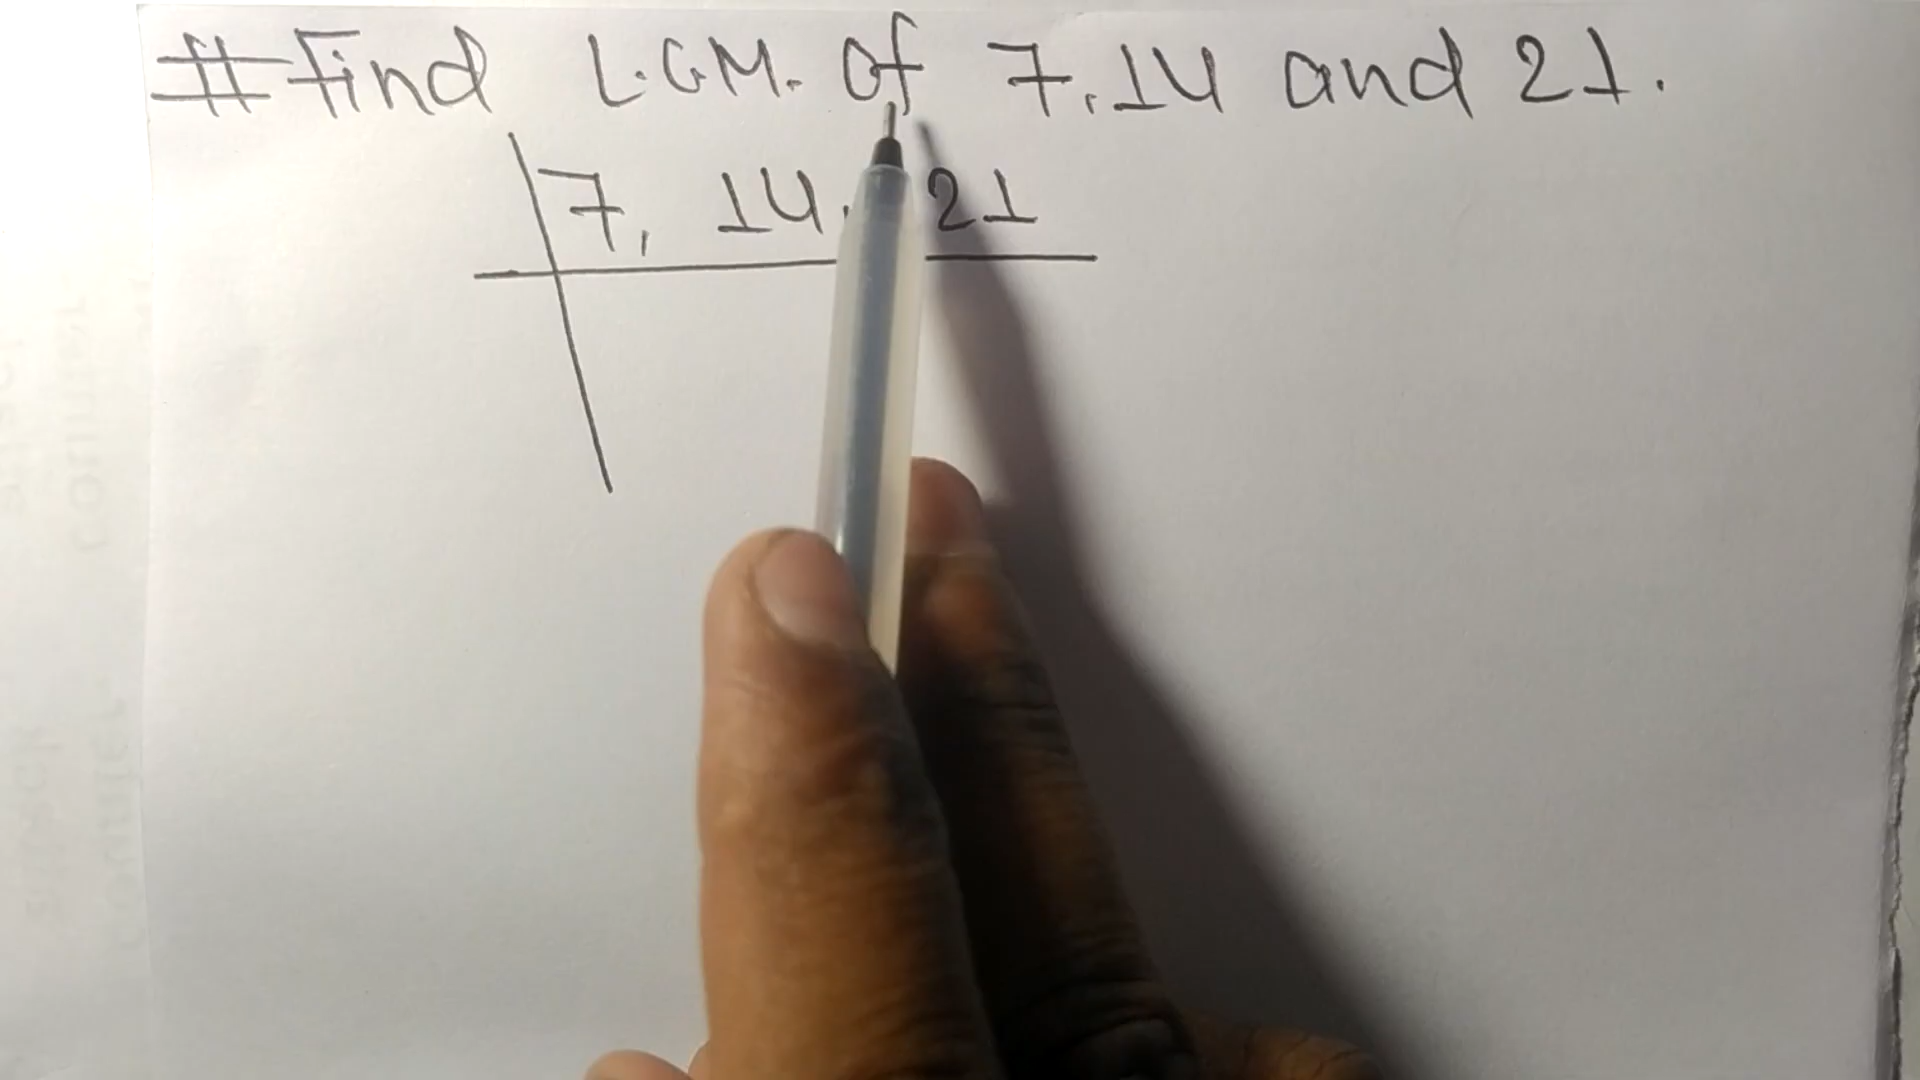 # Find L.C.M. of 7, 14 and 21.
7, 14, 21